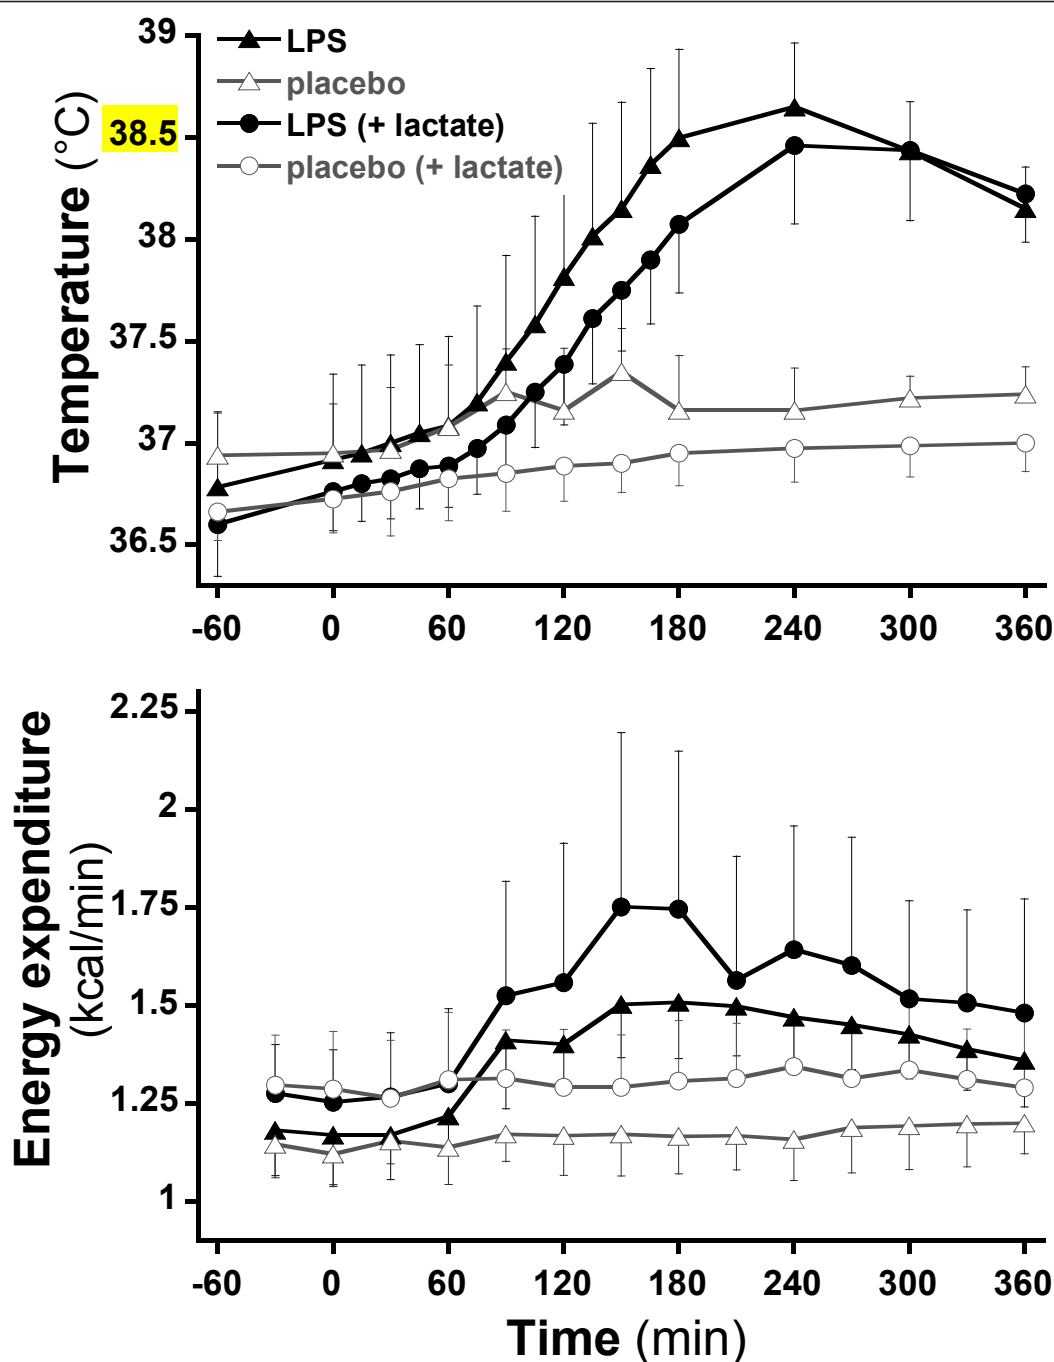 39
LPS
placebo
38.5
LPS (+ lactate)
placebo (+ lactate)
38
37.5
37
36.5
Temperature (°C)
-60 0 60 120 180 240 300 360
2.25
2
1.75
1.5
1.25
1
Energy expenditure
(kcal/min)
-60 0 60 120 180 240 300 360
Time (min)